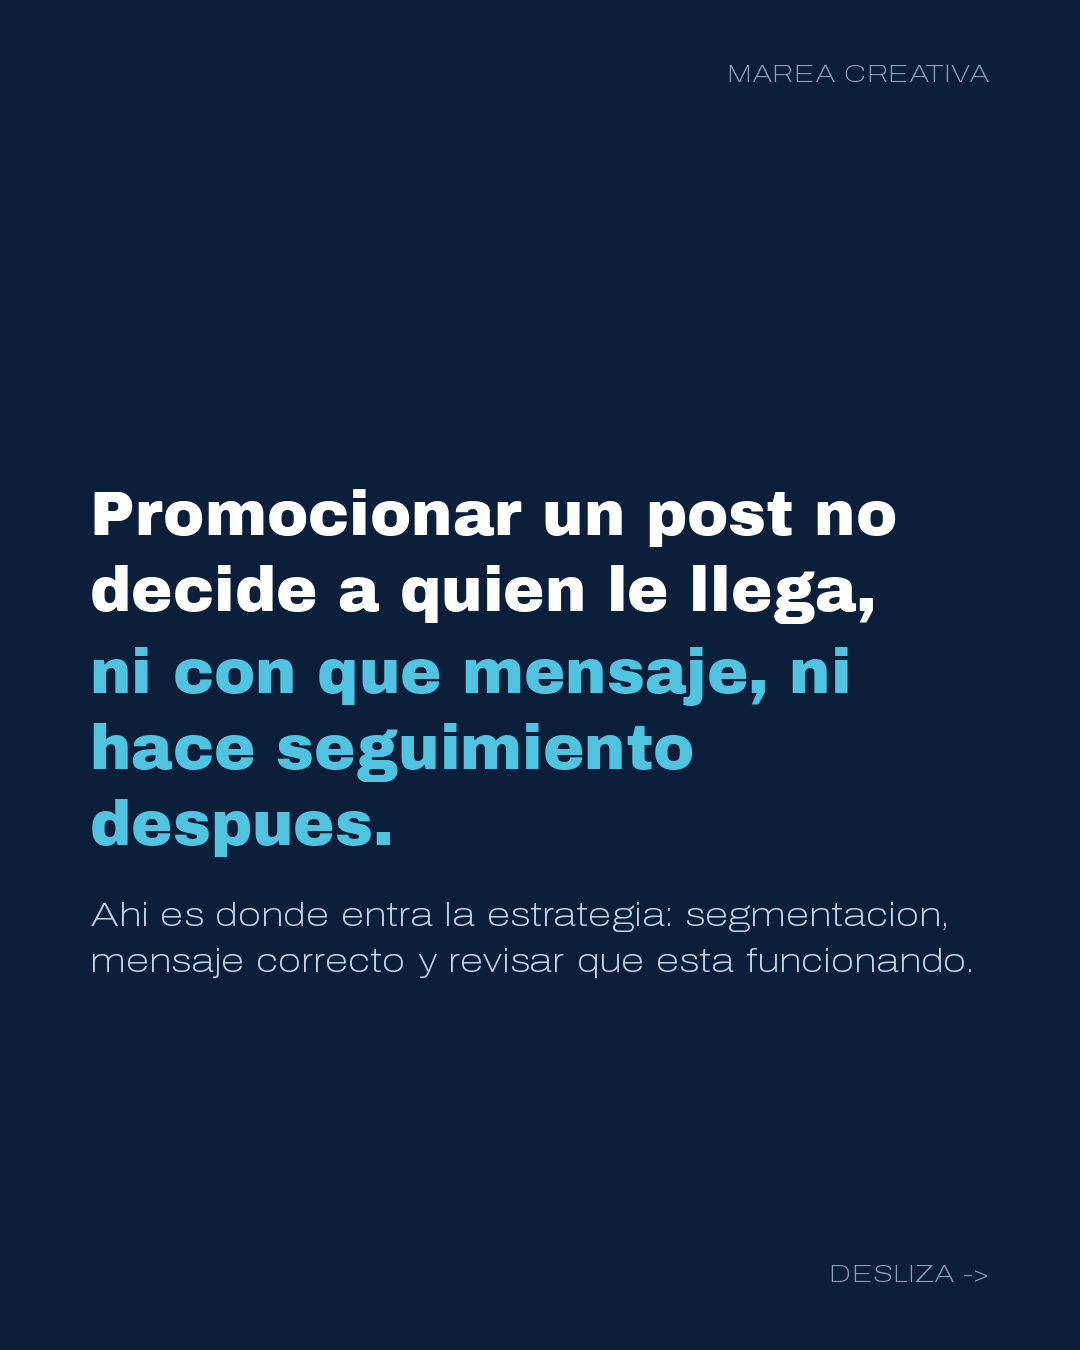 MAREA CREATIVA
Promocionar un post no
decide a quien le llega,
ni con que mensaje, ni
hace seguimiento
despues.
Ahi es donde entra la estrategia: segmentacion,
mensaje correcto y revisar que esta funcionando.
DESLIZA ->